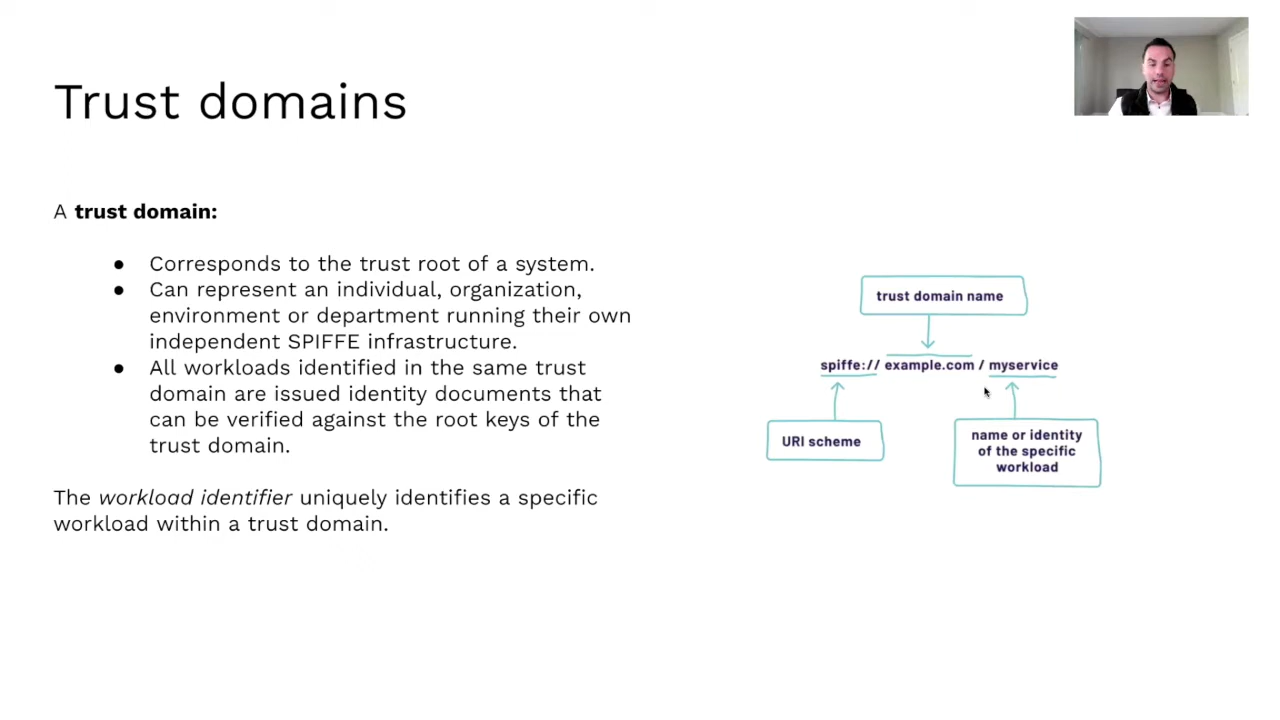 Trust domains
A trust domain:
● Corresponds to the trust root of a system.
● Can represent an individual, organization,
environment or department running their own
independent SPIFFE infrastructure.
● All workloads identified in the same trust
domain are issued identity documents that
can be verified against the root keys of the
trust domain.
The workload identifier uniquely identifies a specific
workload within a trust domain.
trust domain name
spiffe:// example.com / myservice
URI scheme
name or identity
of the specific
workload